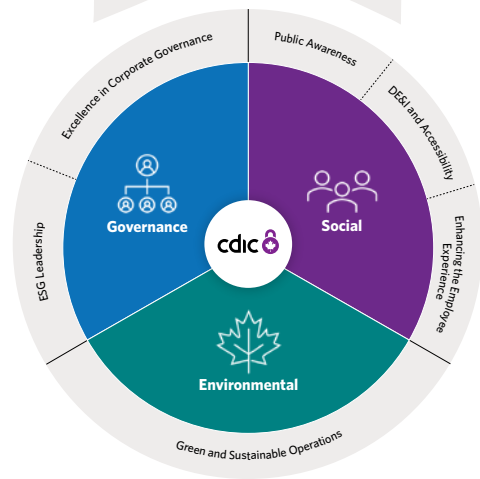 Excellence in Corporate Governance
Public Awareness
DE&I and Accessibility
Enhancing the Employee
Experience
ESG Leadership
Governance
Social
cdic
Environmental
Green and Sustainable Operations